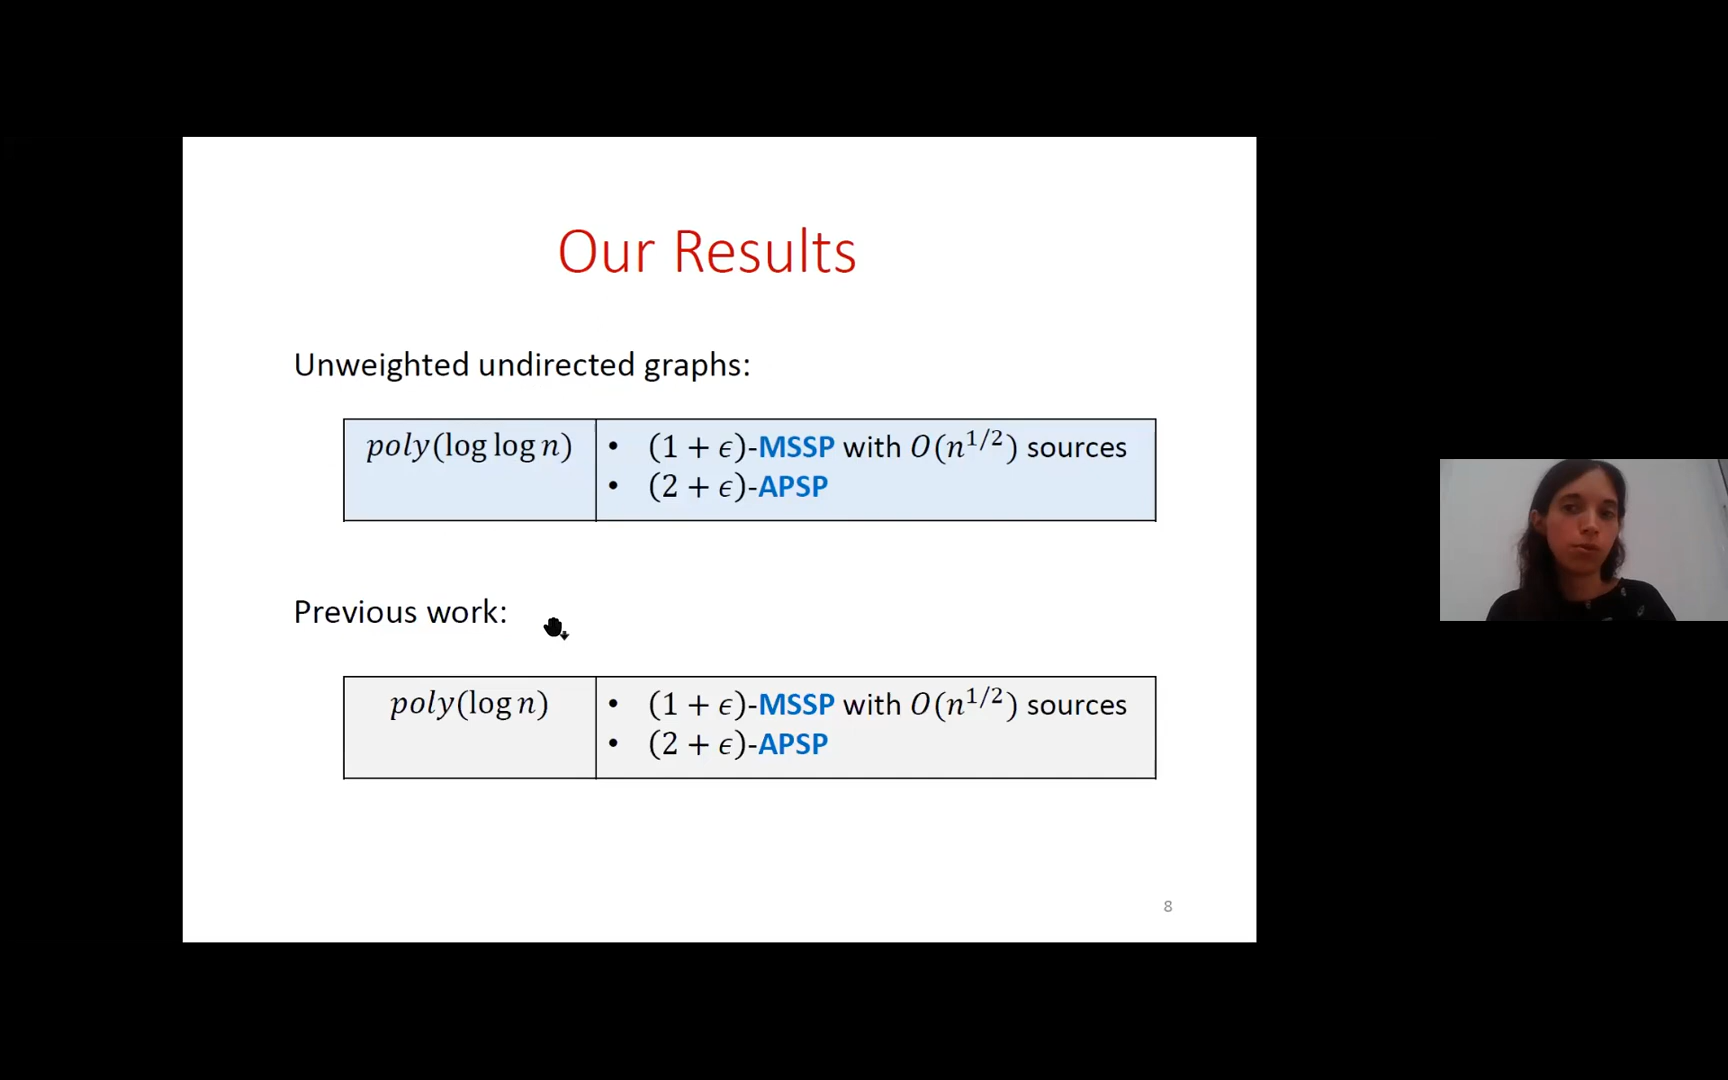 Our Results
Unweighted undirected graphs:
poly(log log n)
• (1 + ϵ)-MSSP with O(n^{1/2}) sources
• (2 + ϵ)-APSP
Previous work:
poly(log n)
• (1 + ϵ)-MSSP with O(n^{1/2}) sources
• (2 + ϵ)-APSP
8